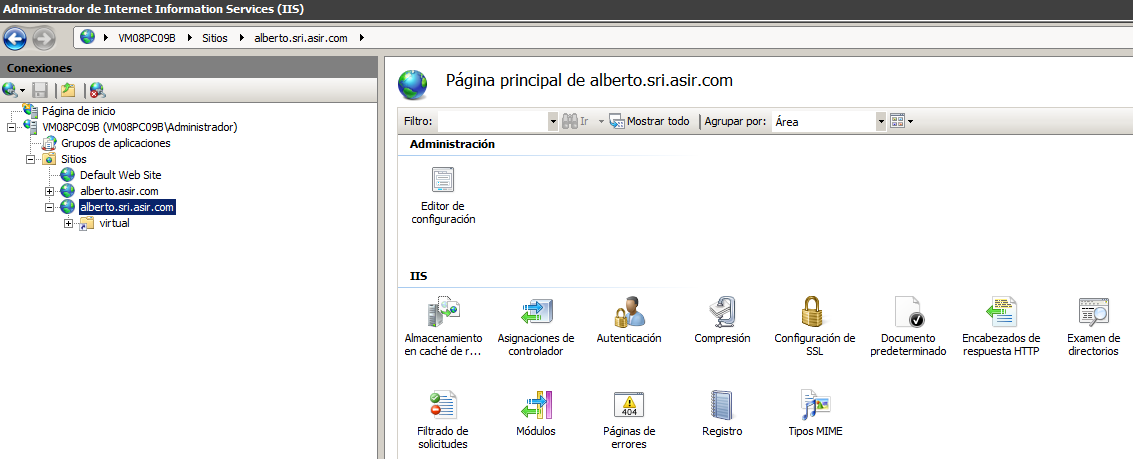 Administrador de Internet Information Services (IIS)
VM08PC09B Sitios alberto.sri.asir.com
Conexiones
Página de inicio
VM08PC09B (VM08PC09B\Administrador)
Grupos de aplicaciones
Sitios
Default Web Site
alberto.asir.com
alberto.sri.asir.com
virtual
Página principal de alberto.sri.asir.com
Filtro: Ir Mostrar todo Agrupar por: Área
Administración
Editor de
configuración
IIS
Almacenamiento
en caché de r...
Asignaciones de
controlador
Autenticación
Compresión
Configuración de
SSL
Documento
predeterminado
Encabezados de
respuesta HTTP
Examen de
directorios
Filtrado de
solicitudes
Módulos
404
Páginas de
errores
Registro
Tipos MIME